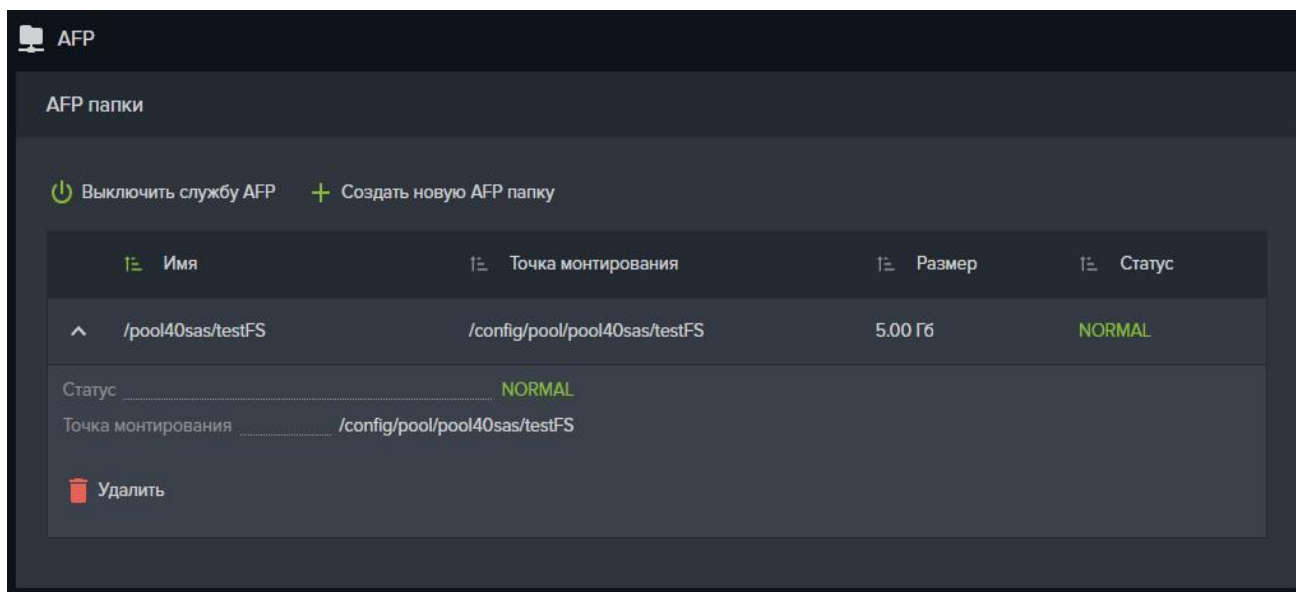 AFP
AFP папки
Выключить службу AFP Создать новую AFP папку
Имя Точка монтирования Размер Статус
/pool40sas/testFS /config/pool/pool40sas/testFS 5.00 Гб NORMAL
Статус NORMAL
Точка монтирования /config/pool/pool40sas/testFS
Удалить